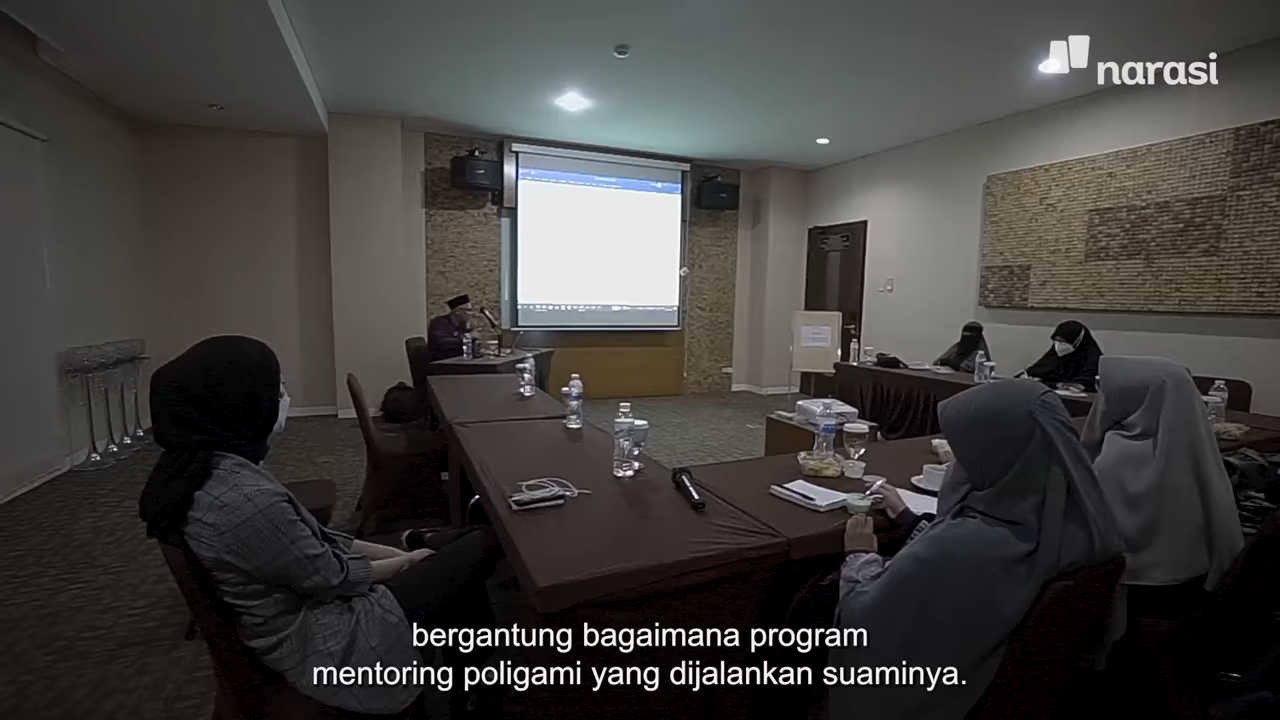 narasi
bergantung bagaimana program
mentoring poligami yang dijalankan suaminya.